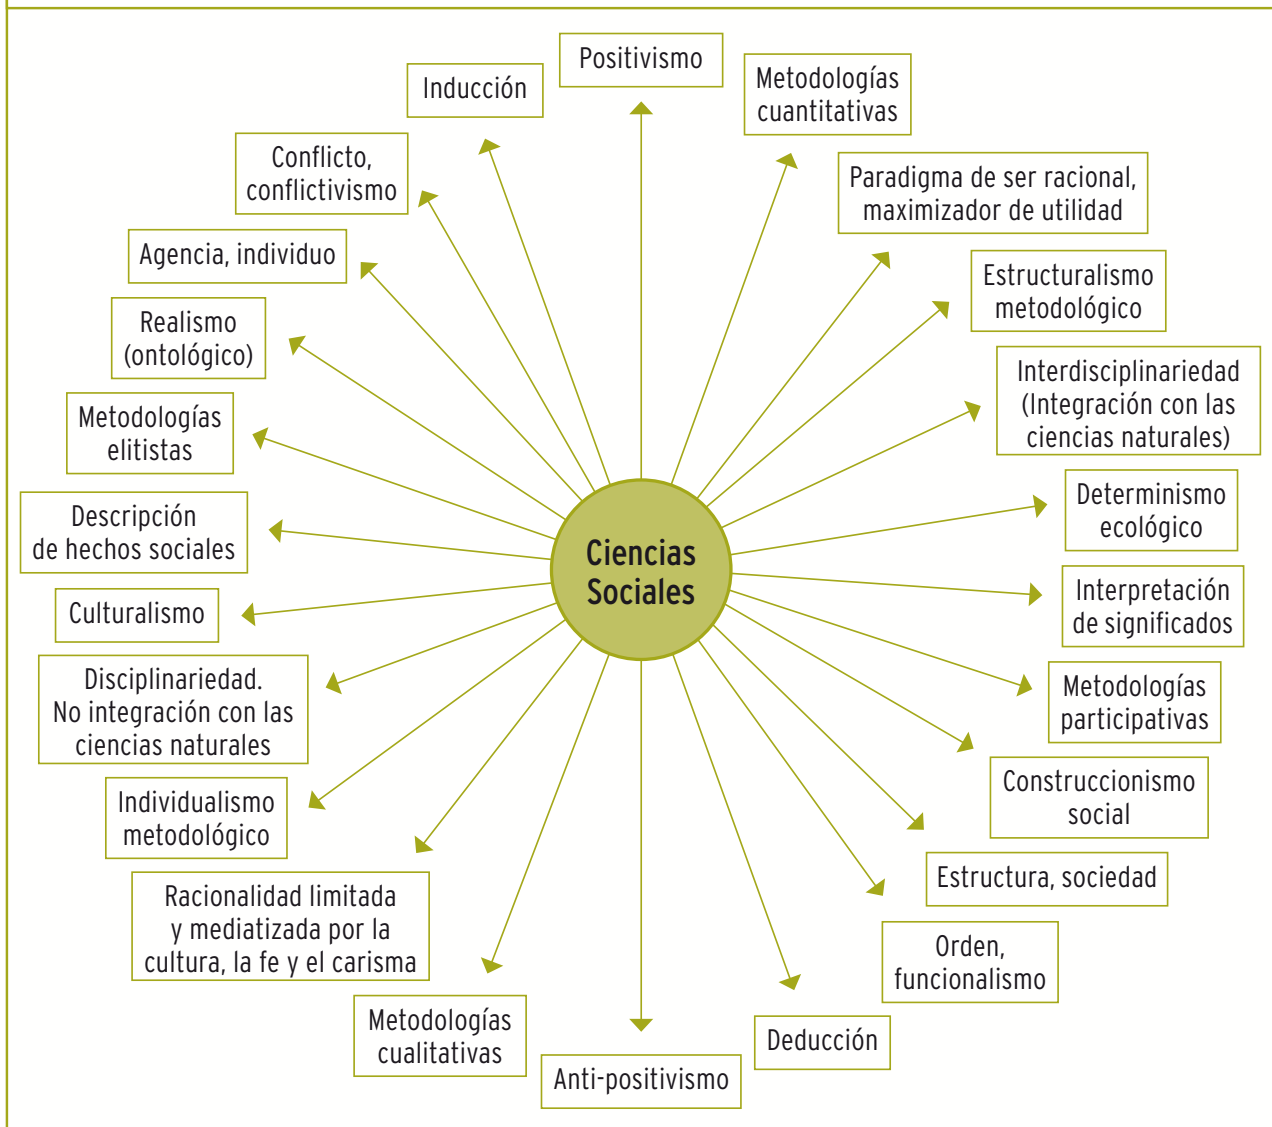 Positivismo
Metodologías
cuantitativas
Paradigma de ser racional,
maximizador de utilidad
Estructuralismo
metodológico
Interdisciplinariedad
(Integración con las
ciencias naturales)
Determinismo
ecológico
Interpretación
de significados
Metodologías
participativas
Construccionismo
social
Estructura, sociedad
Orden,
funcionalismo
Deducción
Anti-positivismo
Metodologías
cualitativas
Racionalidad limitada
y mediatizada por la
cultura, la fe y el carisma
Individualismo
metodológico
Disciplinariedad.
No integración con las
ciencias naturales
Culturalismo
Descripción
de hechos sociales
Metodologías
elitistas
Realismo
(ontológico)
Agencia, individuo
Conflicto,
conflictivismo
Inducción
Ciencias
Sociales